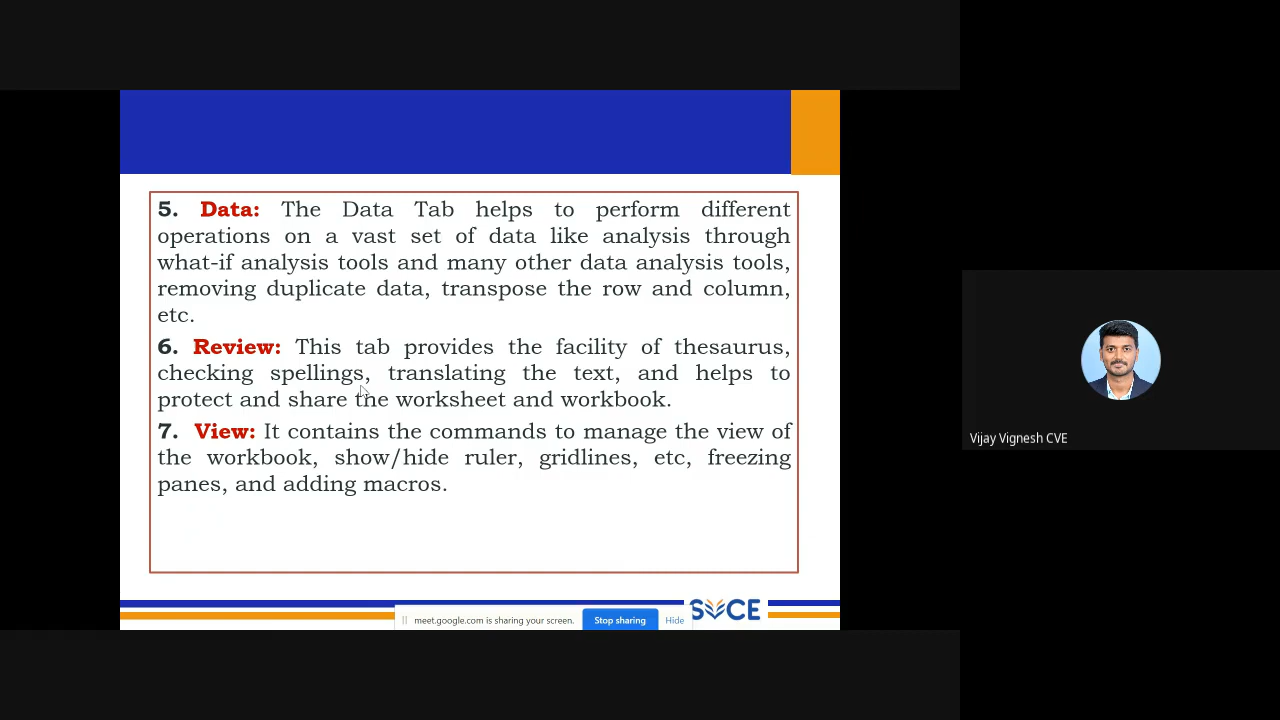 5. Data: The Data Tab helps to perform different
operations on a vast set of data like analysis through
what-if analysis tools and many other data analysis tools,
removing duplicate data, transpose the row and column,
etc.
6. Review: This tab provides the facility of thesaurus,
checking spellings, translating the text, and helps to
protect and share the worksheet and workbook.
7. View: It contains the commands to manage the view of
the workbook, show/hide ruler, gridlines, etc, freezing
panes, and adding macros.
Vijay Vignesh CVE
SVCE
meet.google.com is sharing your screen. Stop sharing Hide